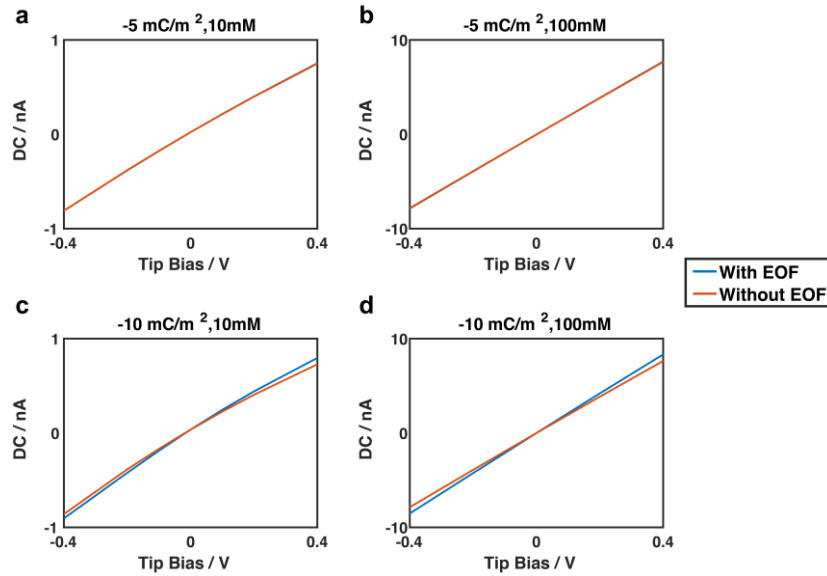 a
-5 mC/m ²,10mM
1
0
-1
DC / nA
-0.4
0
0.4
Tip Bias / V
b
-5 mC/m ²,100mM
10
0
-10
DC / nA
-0.4
0
0.4
Tip Bias / V
With EOF
Without EOF
c
-10 mC/m ²,10mM
1
0
-1
DC / nA
-0.4
0
0.4
Tip Bias / V
d
-10 mC/m ²,100mM
10
0
-10
DC / nA
-0.4
0
0.4
Tip Bias / V